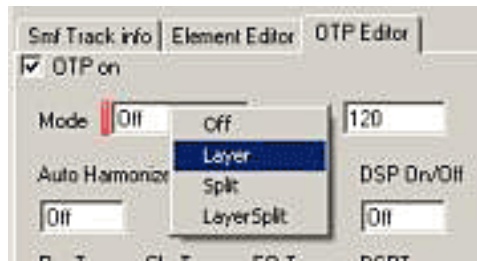 Smf Track info Element Editor OTP Editor
OTP on
Mode Off 120
Off
Layer
Split
LayerSplit
Auto Harmonize DSP On/Off
Off Off